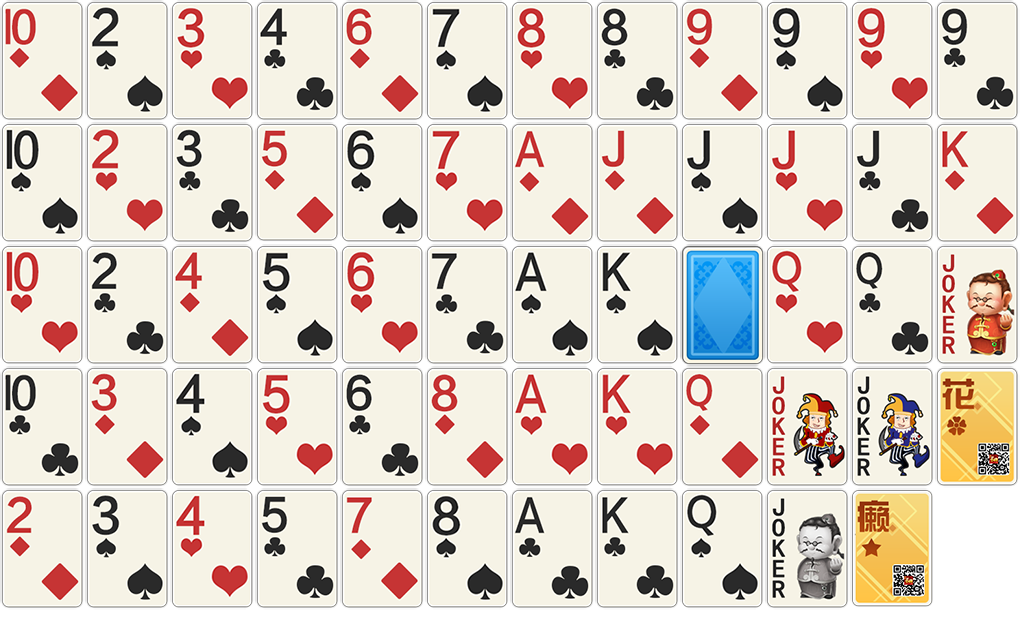 10 2 3 4 6 7 8 8 9 9 9 9
10 2 3 5 6 7 A J J J J K
10 2 4 5 6 7 A K Q Q JOKER
10 3 4 5 6 8 A K Q JOKER JOKER 花
2 3 4 5 7 8 A K Q JOKER 癞